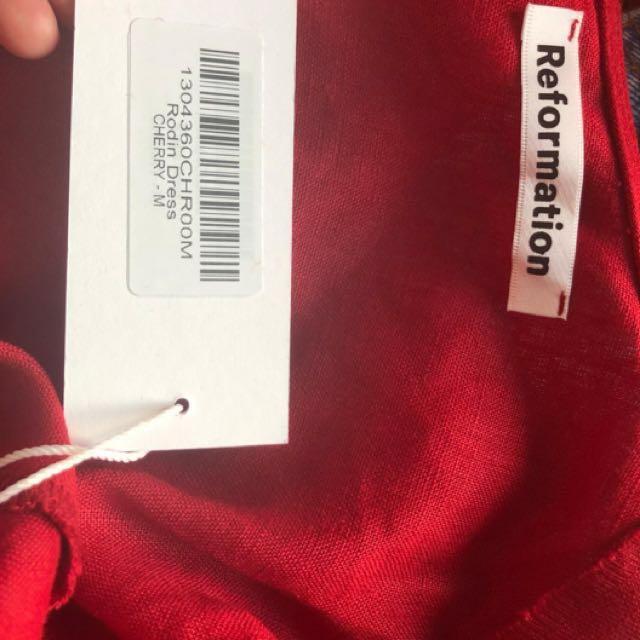 1304360CHR00M
Rodin Dress
CHERRY - M
Reformation